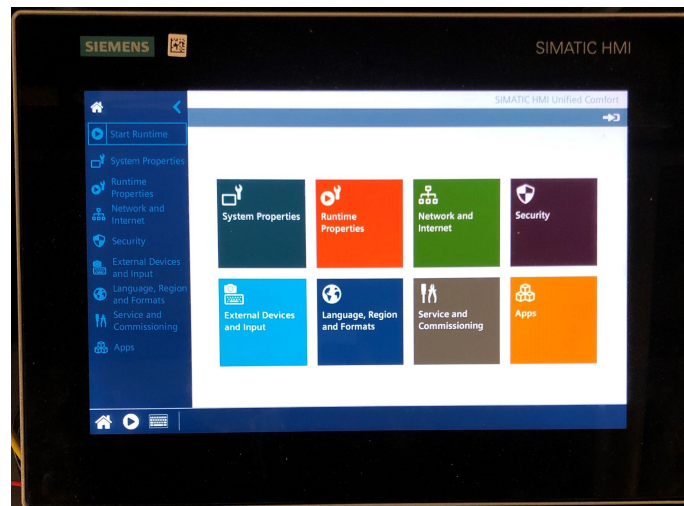 SIEMENS
SIMATIC HMI
SIMATIC HMI Unified Comfort
Start Runtime
System Properties
Runtime
Properties
Network and
Internet
Security
External Devices
and Input
Language, Region
and Formats
Service and
Commissioning
Apps
System Properties
Runtime
Properties
Network and
Internet
Security
External Devices
and Input
Language, Region
and Formats
Service and
Commissioning
Apps